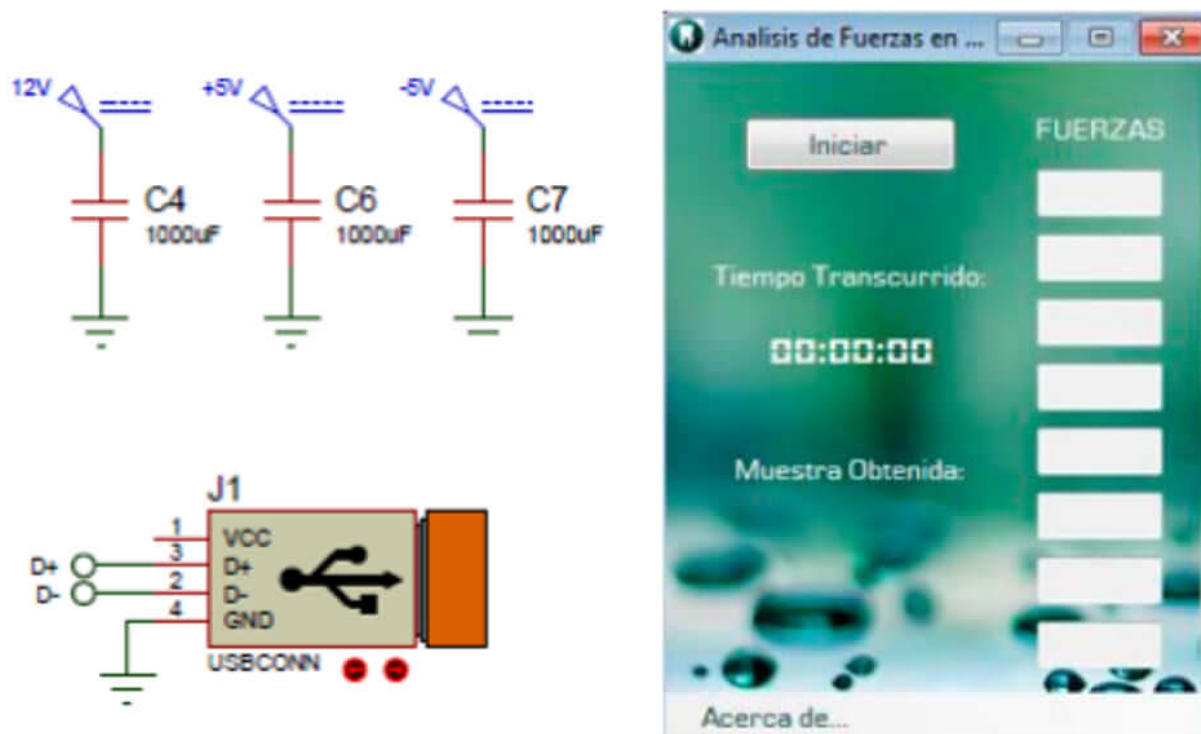 12V
+5V
-5V
C4
1000uF
C6
1000uF
C7
1000uF
J1
1
VCC
3
D+
D+
2
D-
D-
4
GND
USBCONN
Analisis de Fuerzas en ...
Iniciar
FUERZAS
Tiempo Transcurrido:
00:00:00
Muestra Obtenida:
Acerca de...